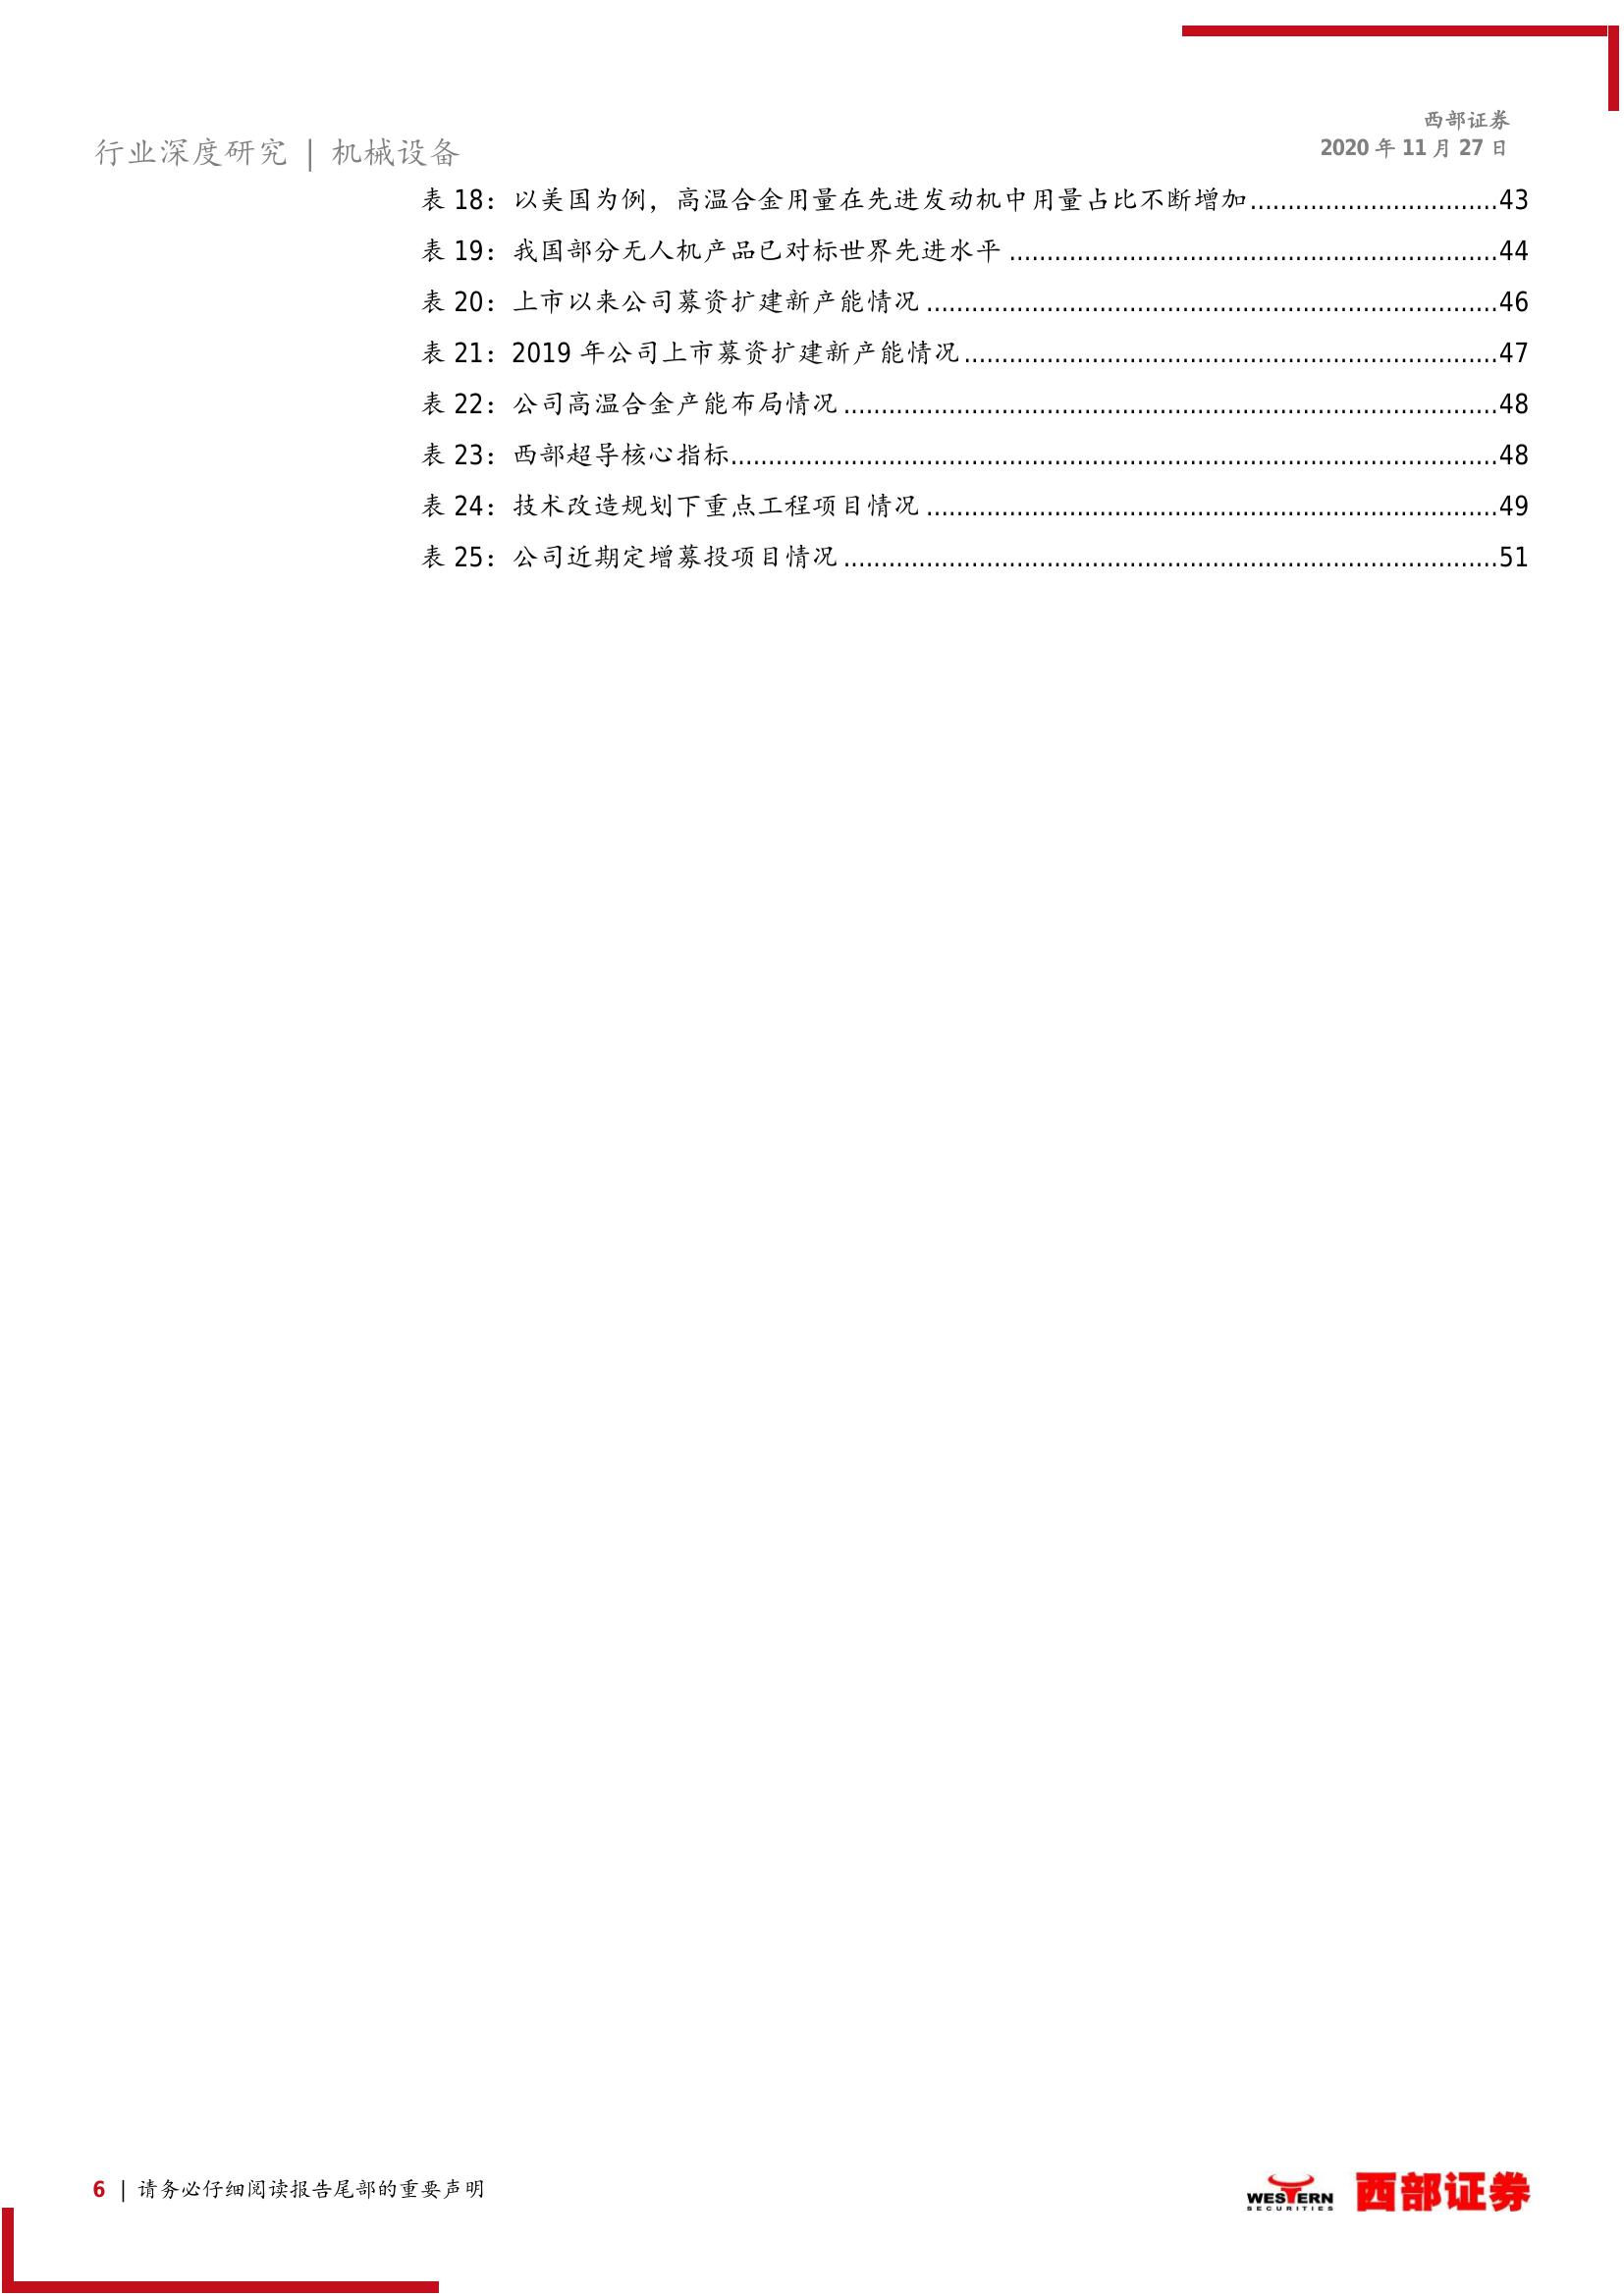 西部证券
行业深度研究 | 机械设备
2020 年 11 月 27 日
表 18：以美国为例，高温合金用量在先进发动机中用量占比不断增加.................................43
表 19：我国部分无人机产品已对标世界先进水平.................................................................44
表 20：上市以来公司募资扩建新产能情况............................................................................46
表 21：2019 年公司上市募资扩建新产能情况.......................................................................47
表 22：公司高温合金产能布局情况.......................................................................................48
表 23：西部超导核心指标......................................................................................................48
表 24：技术改造规划下重点工程项目情况............................................................................49
表 25：公司近期定增募投项目情况.......................................................................................51
6 | 请务必仔细阅读报告尾部的重要声明
WESTERN
SECURITIES
西部证券